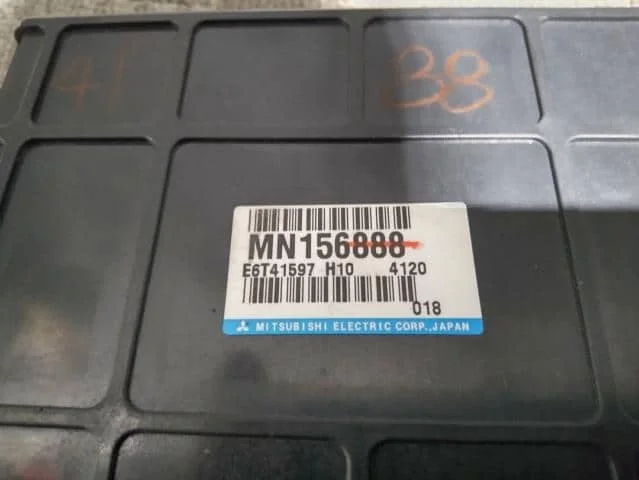 41 38
MN156888
E6T41597 H10 4120
018
MITSUBISHI ELECTRIC CORP.,JAPAN